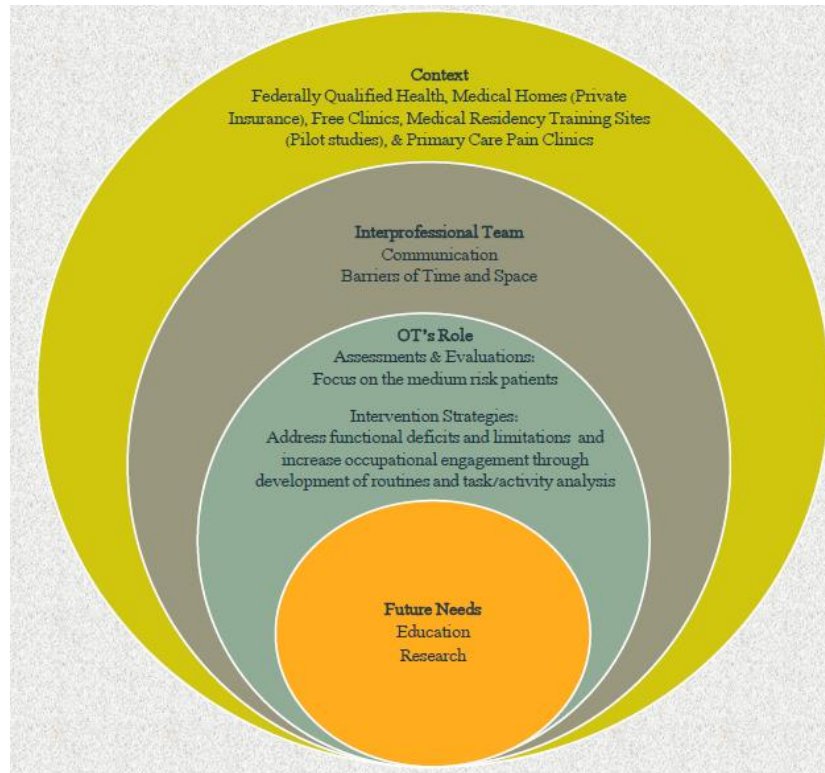 Context
Federally Qualified Health, Medical Homes (Private
Insurance), Free Clinics, Medical Residency Training Sites
(Pilot studies), & Primary Care Pain Clinics
Interprofessional Team
Communication
Barriers of Time and Space
OT's Role
Assessments & Evaluations:
Focus on the medium risk patients
Intervention Strategies:
Address functional deficits and limitations and
increase occupational engagement through
development of routines and task/activity analysis
Future Needs
Education
Research